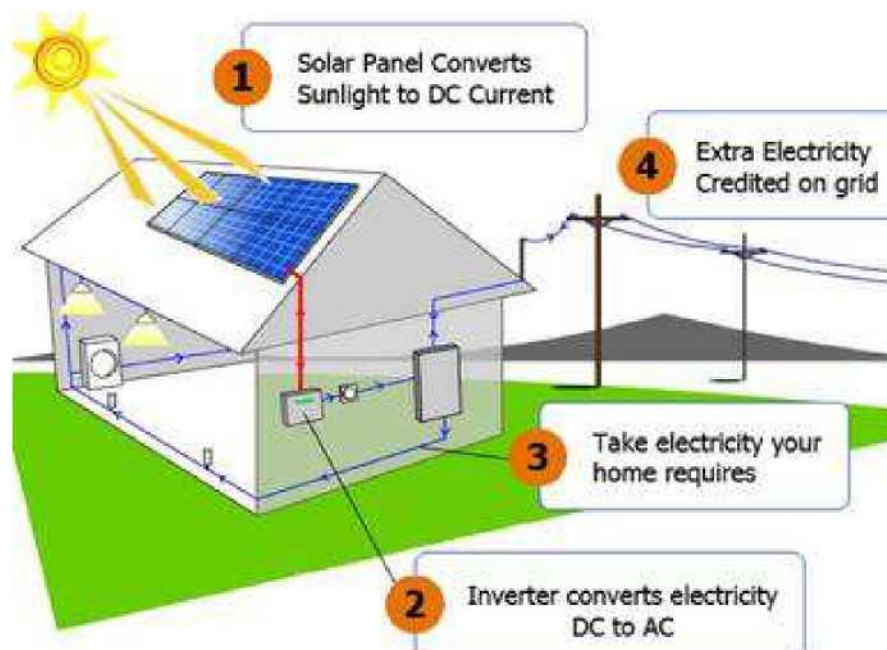 1
Solar Panel Converts
Sunlight to DC Current
4
Extra Electricity
Credited on grid
3
Take electricity your
home requires
2
Inverter converts electricity
DC to AC